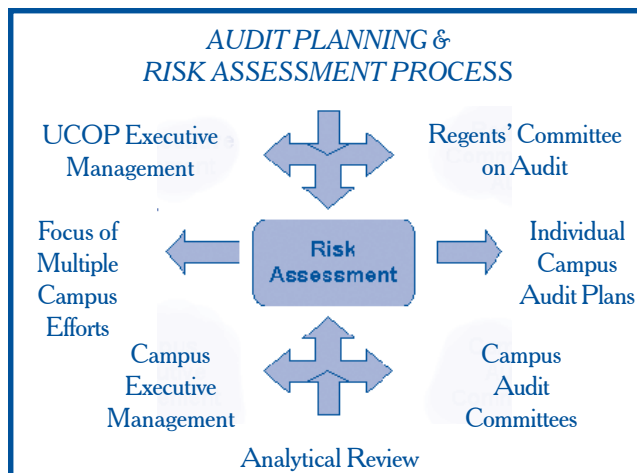 AUDIT PLANNING &
RISK ASSESSMENT PROCESS
UCOP Executive
Management
Regents' Committee
on Audit
Focus of
Multiple
Campus
Efforts
Risk
Assessment
Individual
Campus
Audit Plans
Campus
Executive
Management
Campus
Audit
Committees
Analytical Review